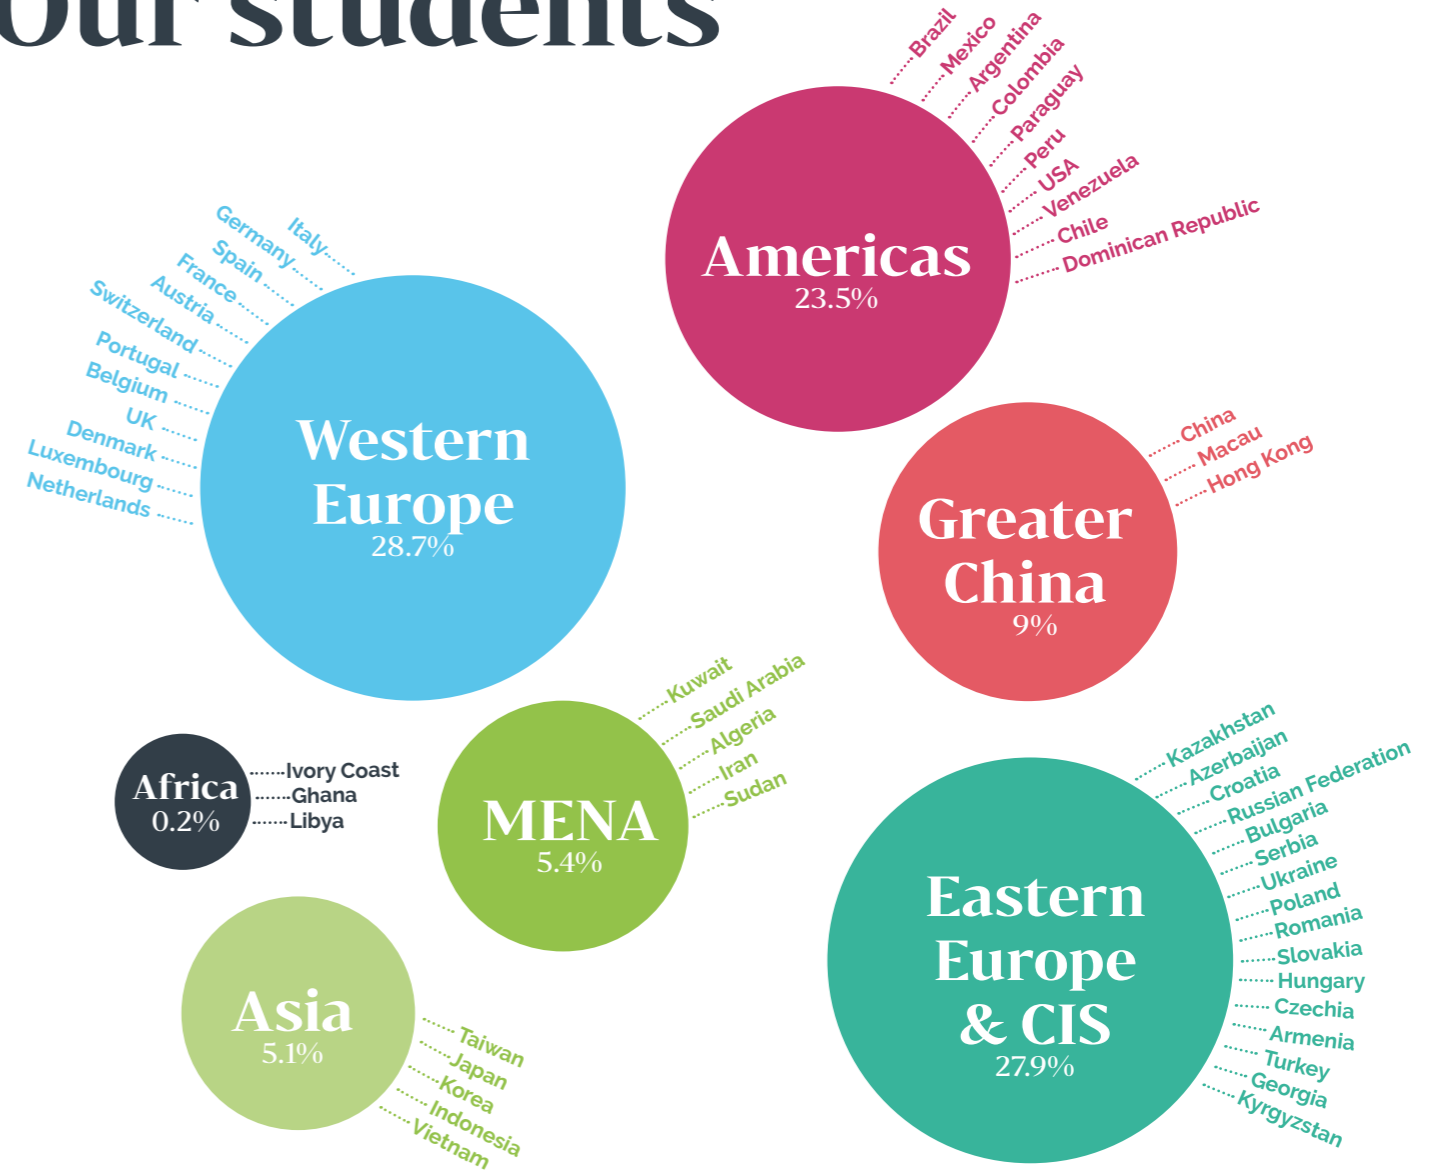 Our students
Brazil
Mexico
Argentina
Colombia
Paraguay
Peru
USA
Venezuela
Chile
Dominican Republic
Americas
23.5%
Italy
Germany
Spain
France
Austria
Switzerland
Portugal
Belgium
UK
Denmark
Luxembourg
Netherlands
Western
Europe
28.7%
China
Macau
Hong Kong
Greater
China
9%
Kuwait
Saudi Arabia
Algeria
Iran
Sudan
MENA
5.4%
Africa
0.2%
Ivory Coast
Ghana
Libya
Kazakhstan
Azerbaijan
Croatia
Russian Federation
Bulgaria
Serbia
Ukraine
Poland
Romania
Slovakia
Hungary
Czechia
Armenia
Turkey
Georgia
Kyrgyzstan
Eastern
Europe
& CIS
27.9%
Asia
5.1%
Taiwan
Japan
Korea
Indonesia
Vietnam